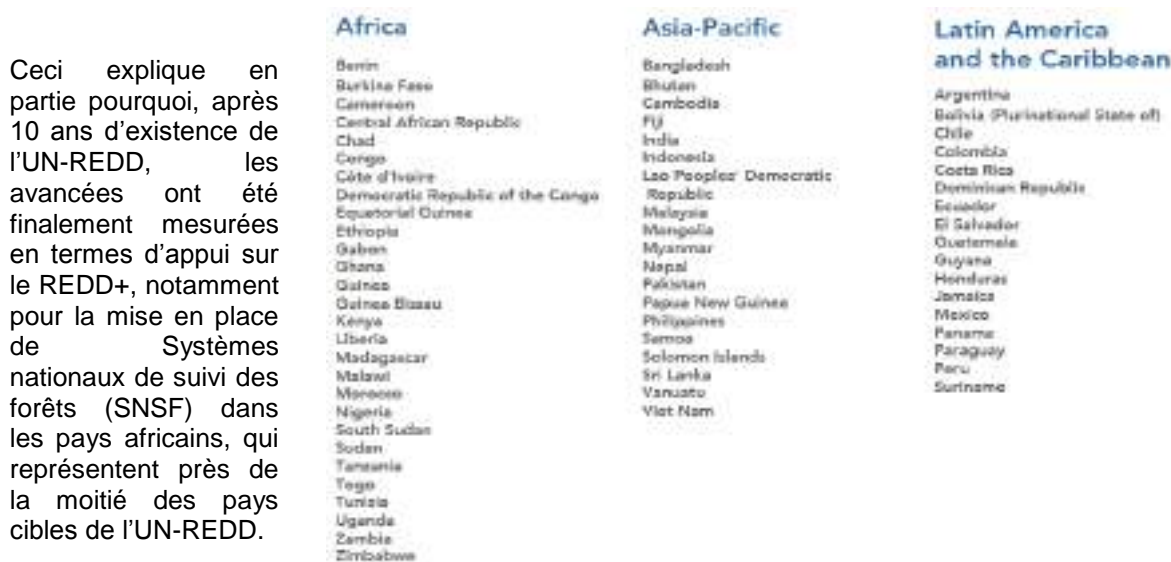 Ceci explique en
partie pourquoi, après
10 ans d'existence de
l'UN-REDD, les
avancées ont été
finalement mesurées
en termes d'appui sur
le REDD+, notamment
pour la mise en place
de Systèmes
nationaux de suivi des
forêts (SNSF) dans
les pays africains, qui
représentent près de
la moitié des pays
cibles de l'UN-REDD.
Africa
Benin
Burkina Faso
Cameroon
Central African Republic
Chad
Congo
Côte d'Ivoire
Democratic Republic of the Congo
Equatorial Guinea
Ethiopia
Gabon
Ghana
Guinea
Guinea Bissau
Kenya
Liberia
Madagascar
Malawi
Morocco
Nigeria
South Sudan
Sudan
Tanzania
Togo
Tunisia
Uganda
Zambia
Zimbabwe
Asia-Pacific
Bangladesh
Bhutan
Cambodia
Fiji
India
Indonesia
Lao Peoples' Democratic
Republic
Malaysia
Mongolia
Myanmar
Nepal
Pakistan
Papua New Guinea
Philippines
Samoa
Solomon Islands
Sri Lanka
Vanuatu
Viet Nam
Latin America
and the Caribbean
Argentina
Bolivia (Plurinational State of)
Chile
Colombia
Costa Rica
Dominican Republic
Ecuador
El Salvador
Guatemala
Guyana
Honduras
Jamaica
Mexico
Panama
Paraguay
Peru
Suriname